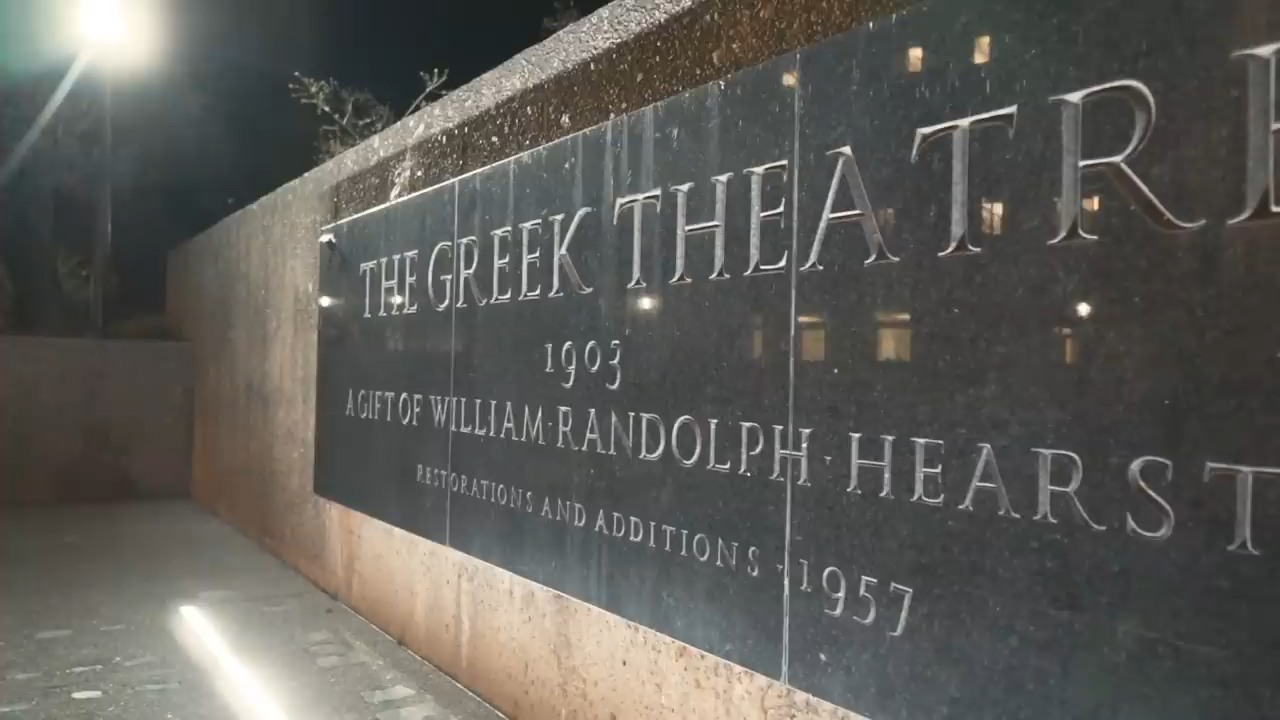 THE GREEK THEATRE
1903
A GIFT OF WILLIAM·RANDOLPH·HEARST
RESTORATIONS AND ADDITIONS·1957